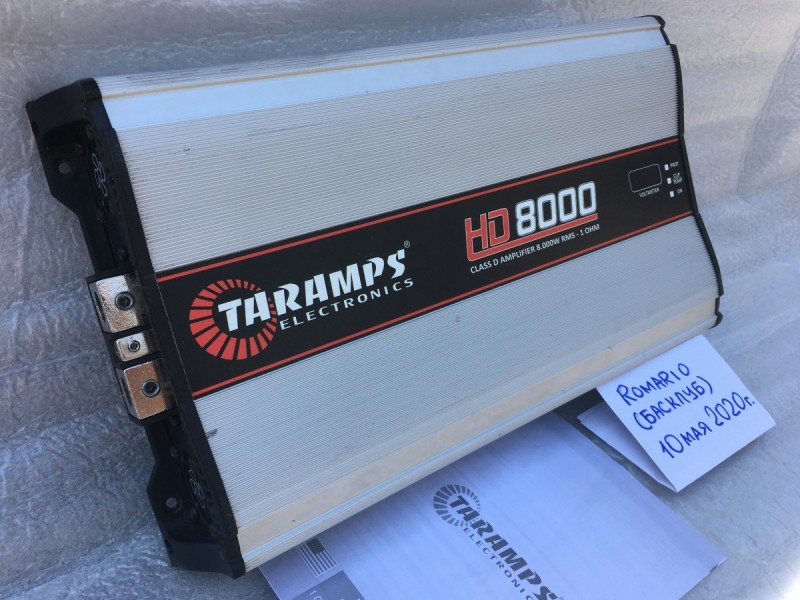 PROT
CLIP
TEMP
ON
VOLTMETER
HD 8000
CLASS D AMPLIFIER 8.000W RMS - 1 OHM
TARAMPS®
ELECTRONICS
ROMARIO
(БАСКЛУБ)
10 мая 2020г.
TARAMPS
ELECTRONICS